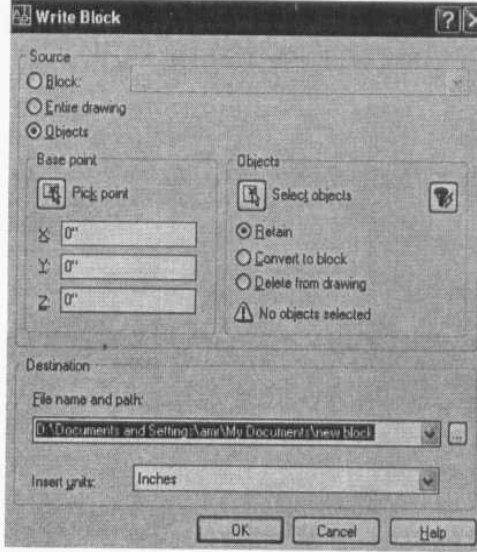 Write Block
Source
Block:
Entire drawing
Objects
Base point
Pick point
X: 0"
Y: 0"
Z: 0"
Objects
Select objects
Retain
Convert to block
Delete from drawing
No objects selected
Destination
File name and path:
D:\Documents and Settings\amr\My Documents\new block
...
Insert units: Inches
OK Cancel Help